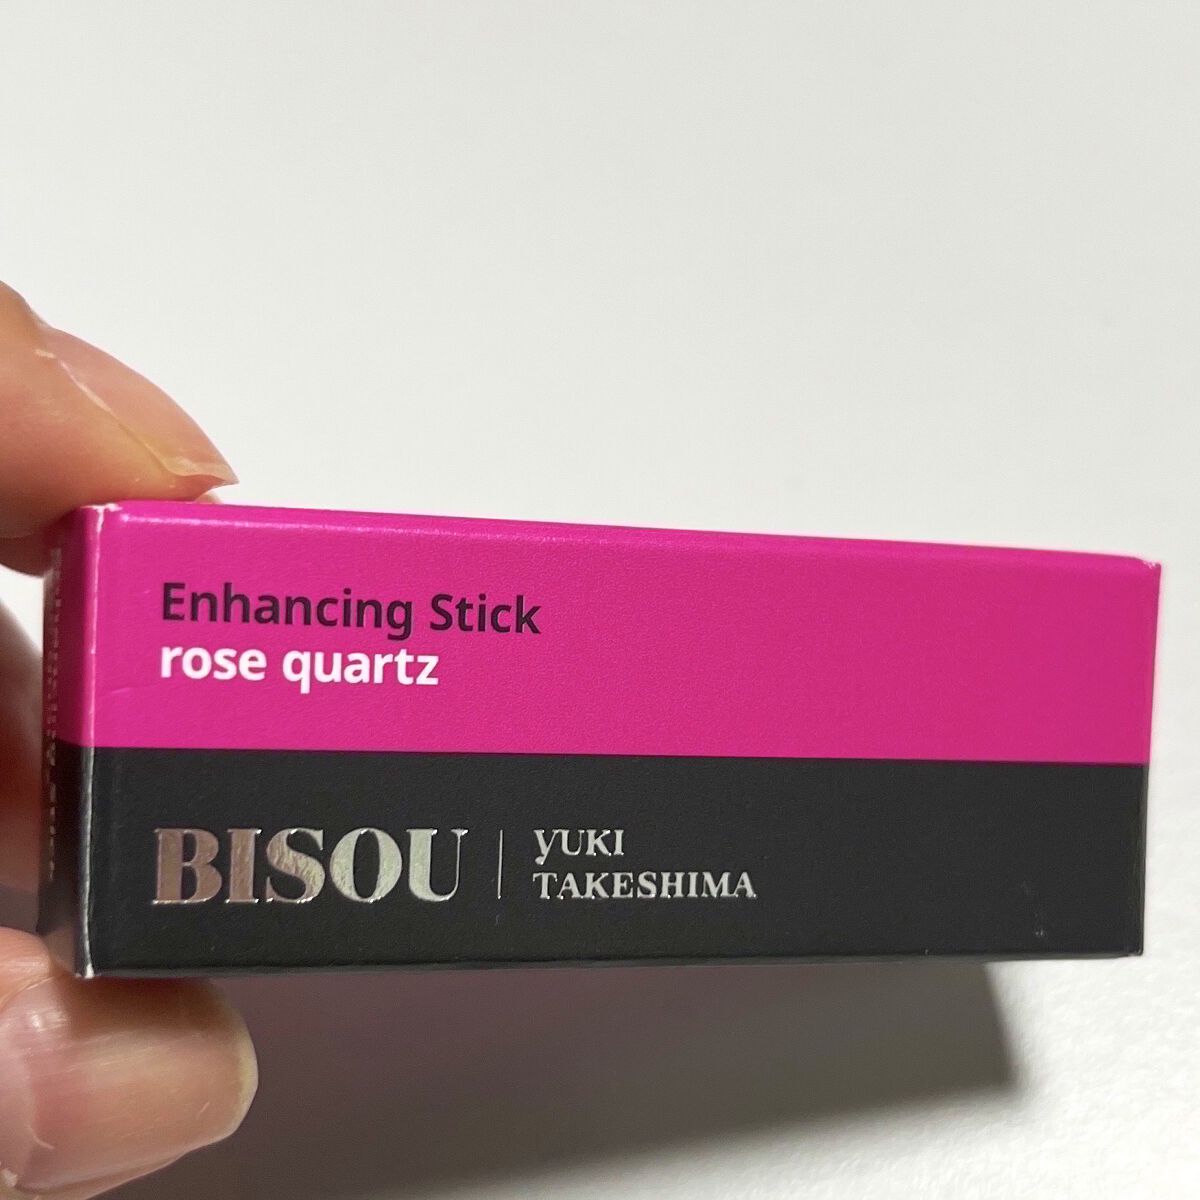 Enhancing Stick
rose quartz
BISOU
YUKI
TAKESHIMA